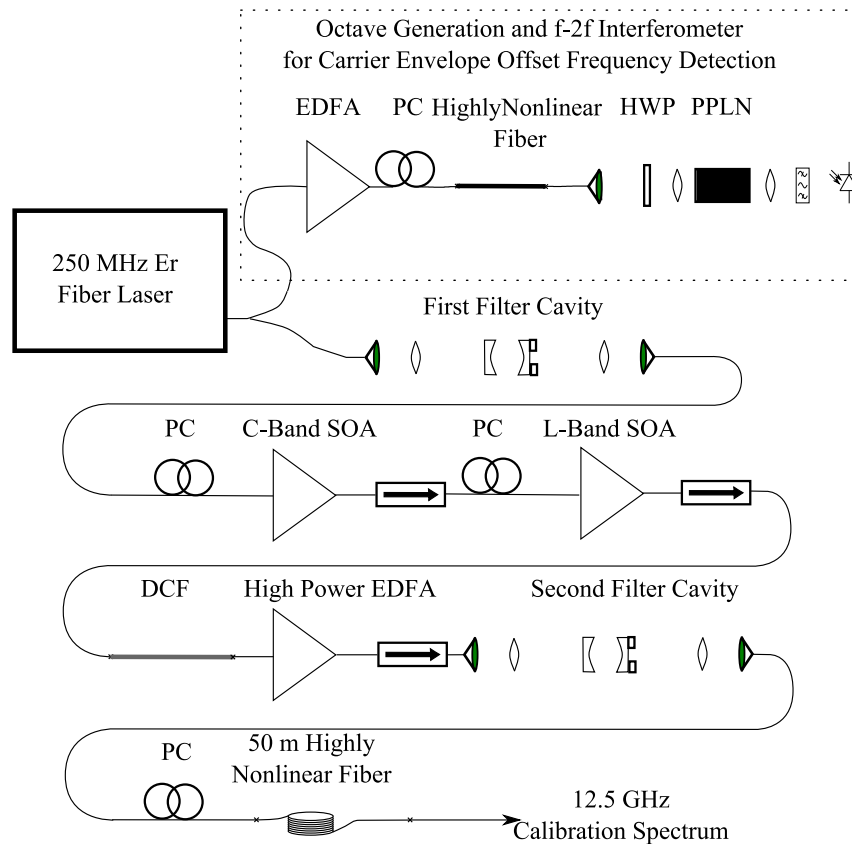 Octave Generation and f-2f Interferometer
for Carrier Envelope Offset Frequency Detection
EDFA
PC
HighlyNonlinear
Fiber
HWP
PPLN
250 MHz Er
Fiber Laser
First Filter Cavity
PC
C-Band SOA
PC
L-Band SOA
DCF
High Power EDFA
Second Filter Cavity
PC
50 m Highly
Nonlinear Fiber
12.5 GHz
Calibration Spectrum